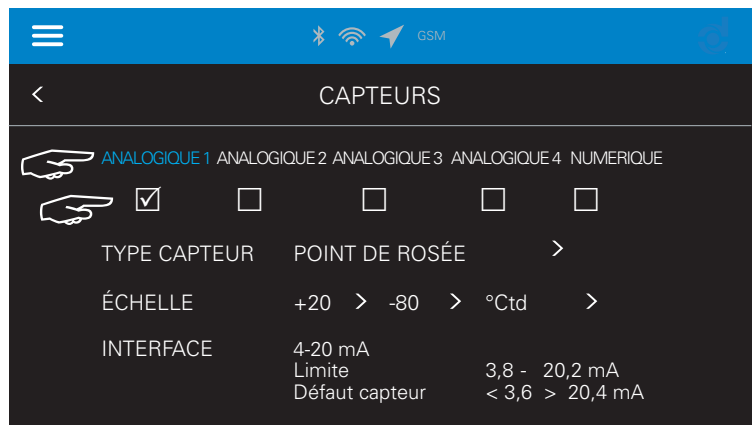 GSM
< CAPTEURS
ANALOGIQUE 1 ANALOGIQUE 2 ANALOGIQUE 3 ANALOGIQUE 4 NUMERIQUE
TYPE CAPTEUR POINT DE ROSÉE >
ÉCHELLE +20 > -80 > °Ctd >
INTERFACE 4-20 mA
Limite 3,8 - 20,2 mA
Défaut capteur < 3,6 > 20,4 mA